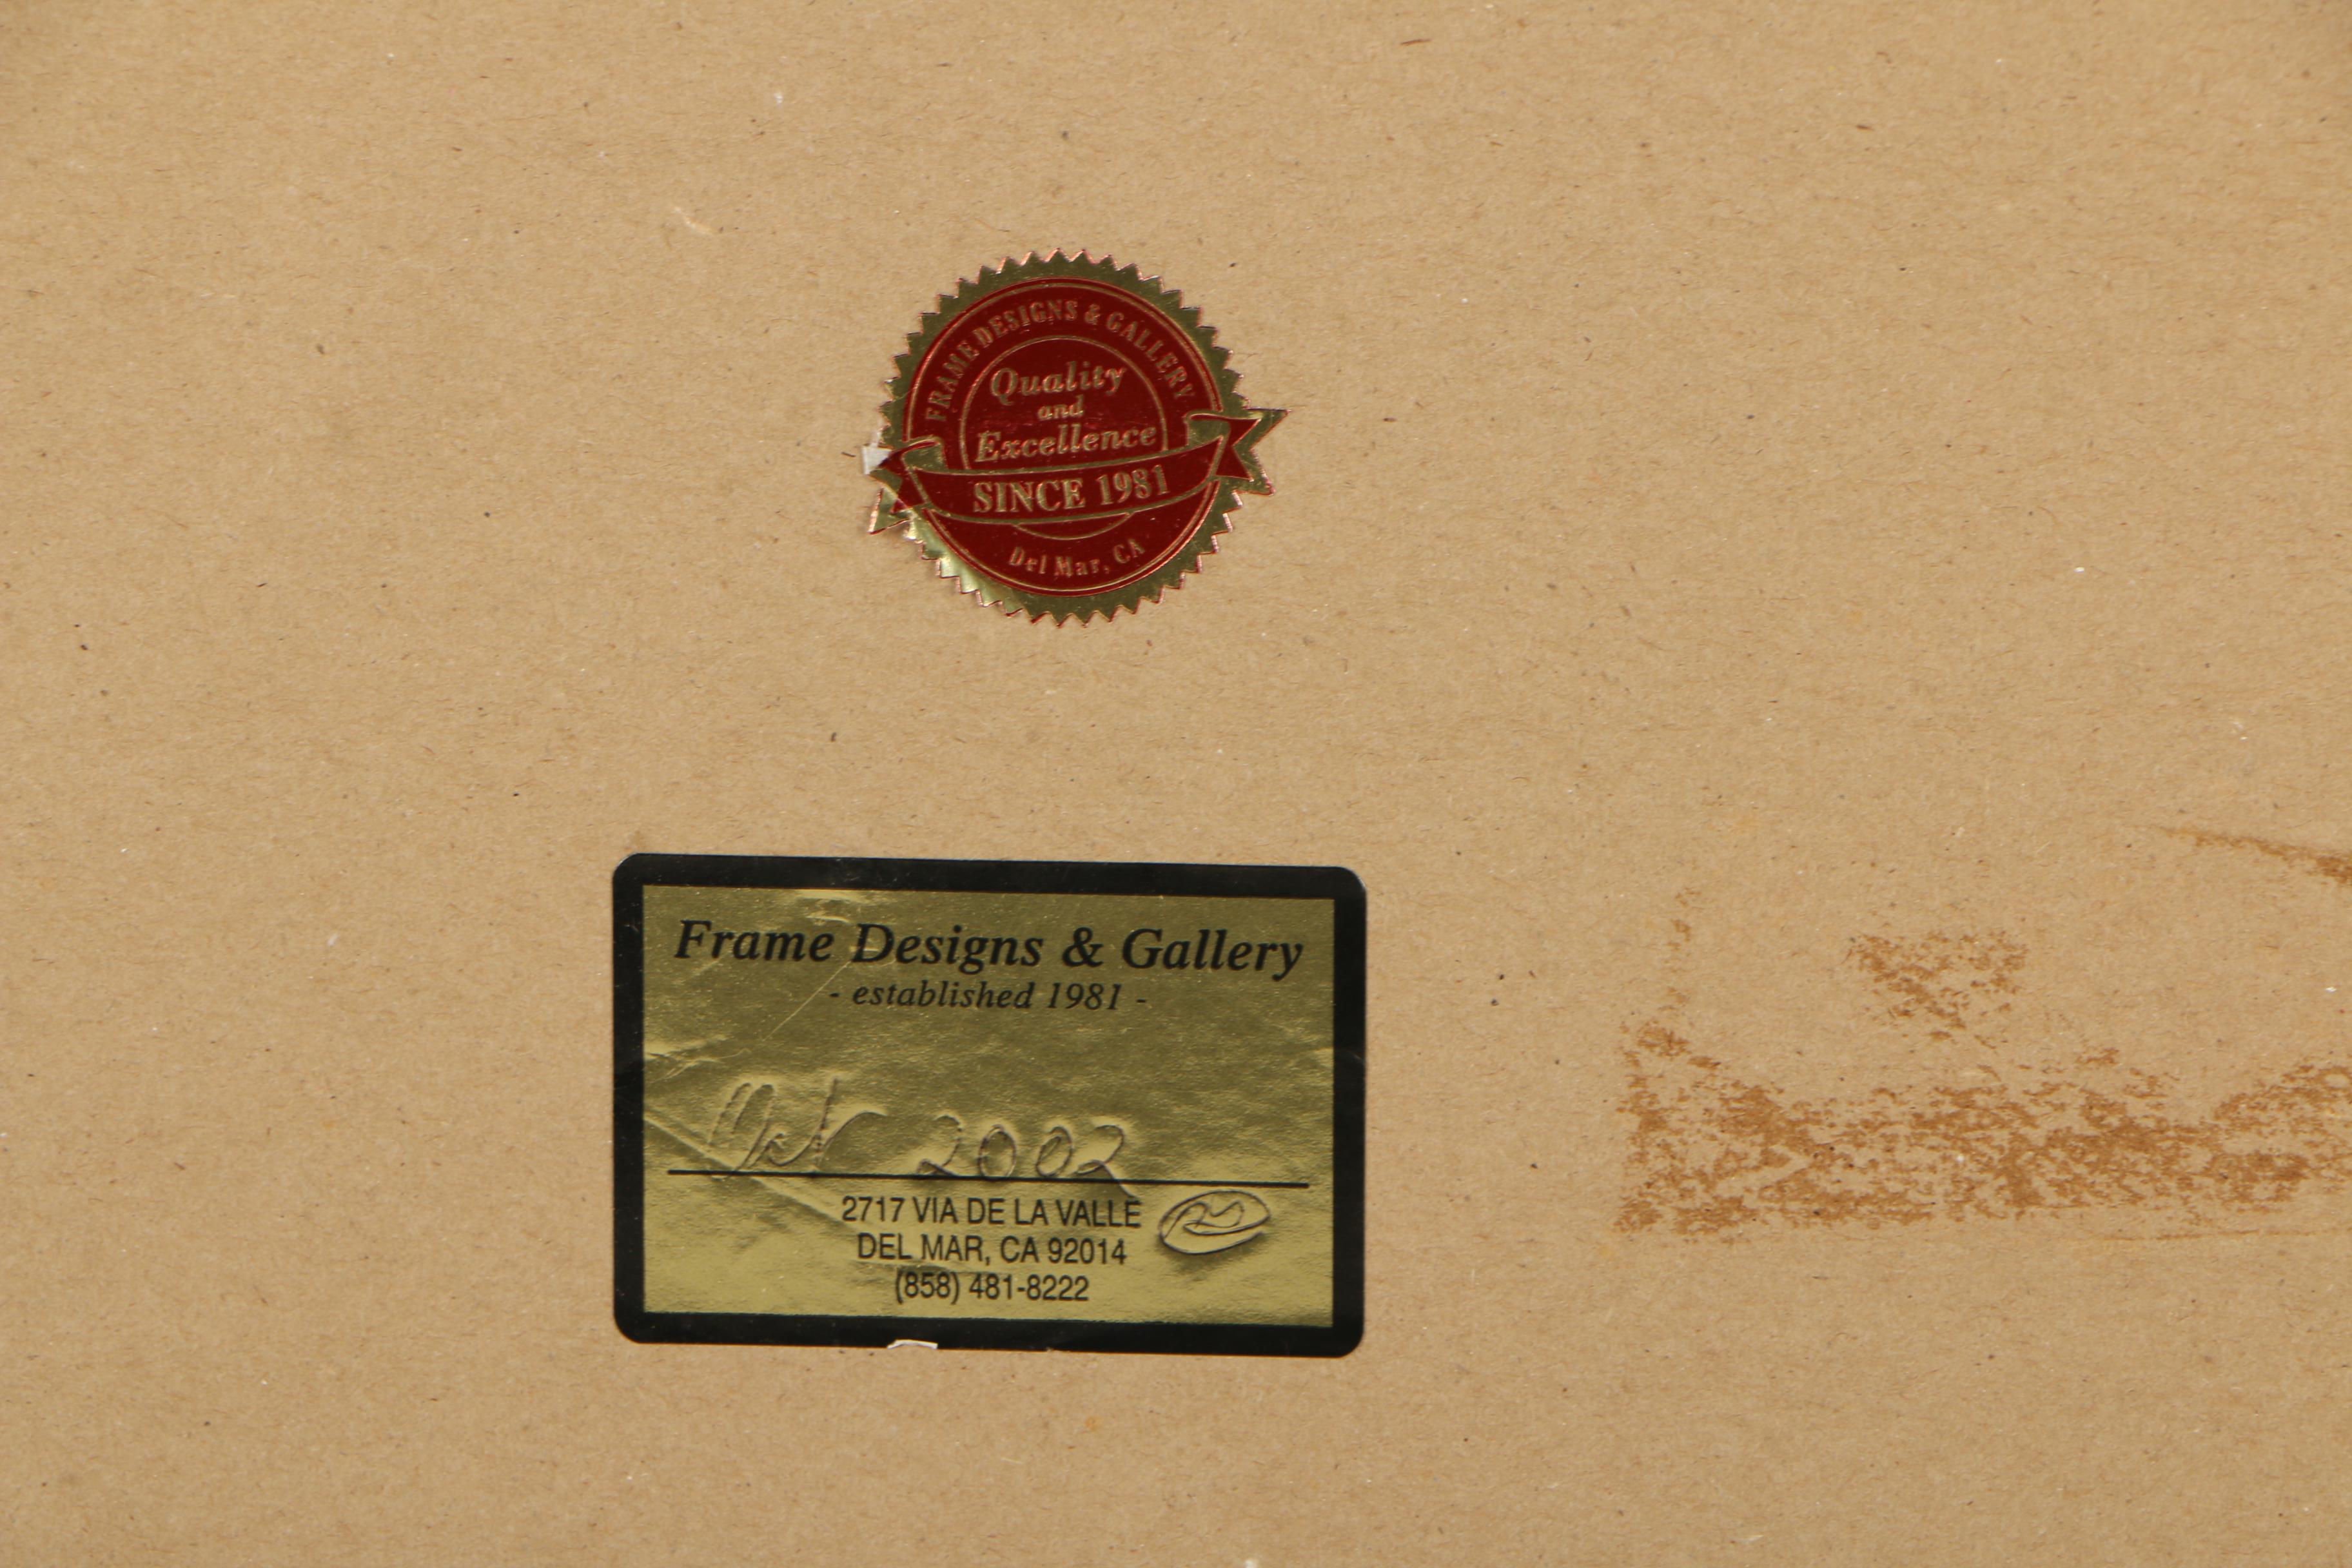 FRAME DESIGNS & GALLERY
Quality
and
Excellence
SINCE 1981
Del Mar, CA
Frame Designs & Gallery
- established 1981 -
2002
2717 VIA DE LA VALLE
DEL MAR, CA 92014
(858) 481-8222